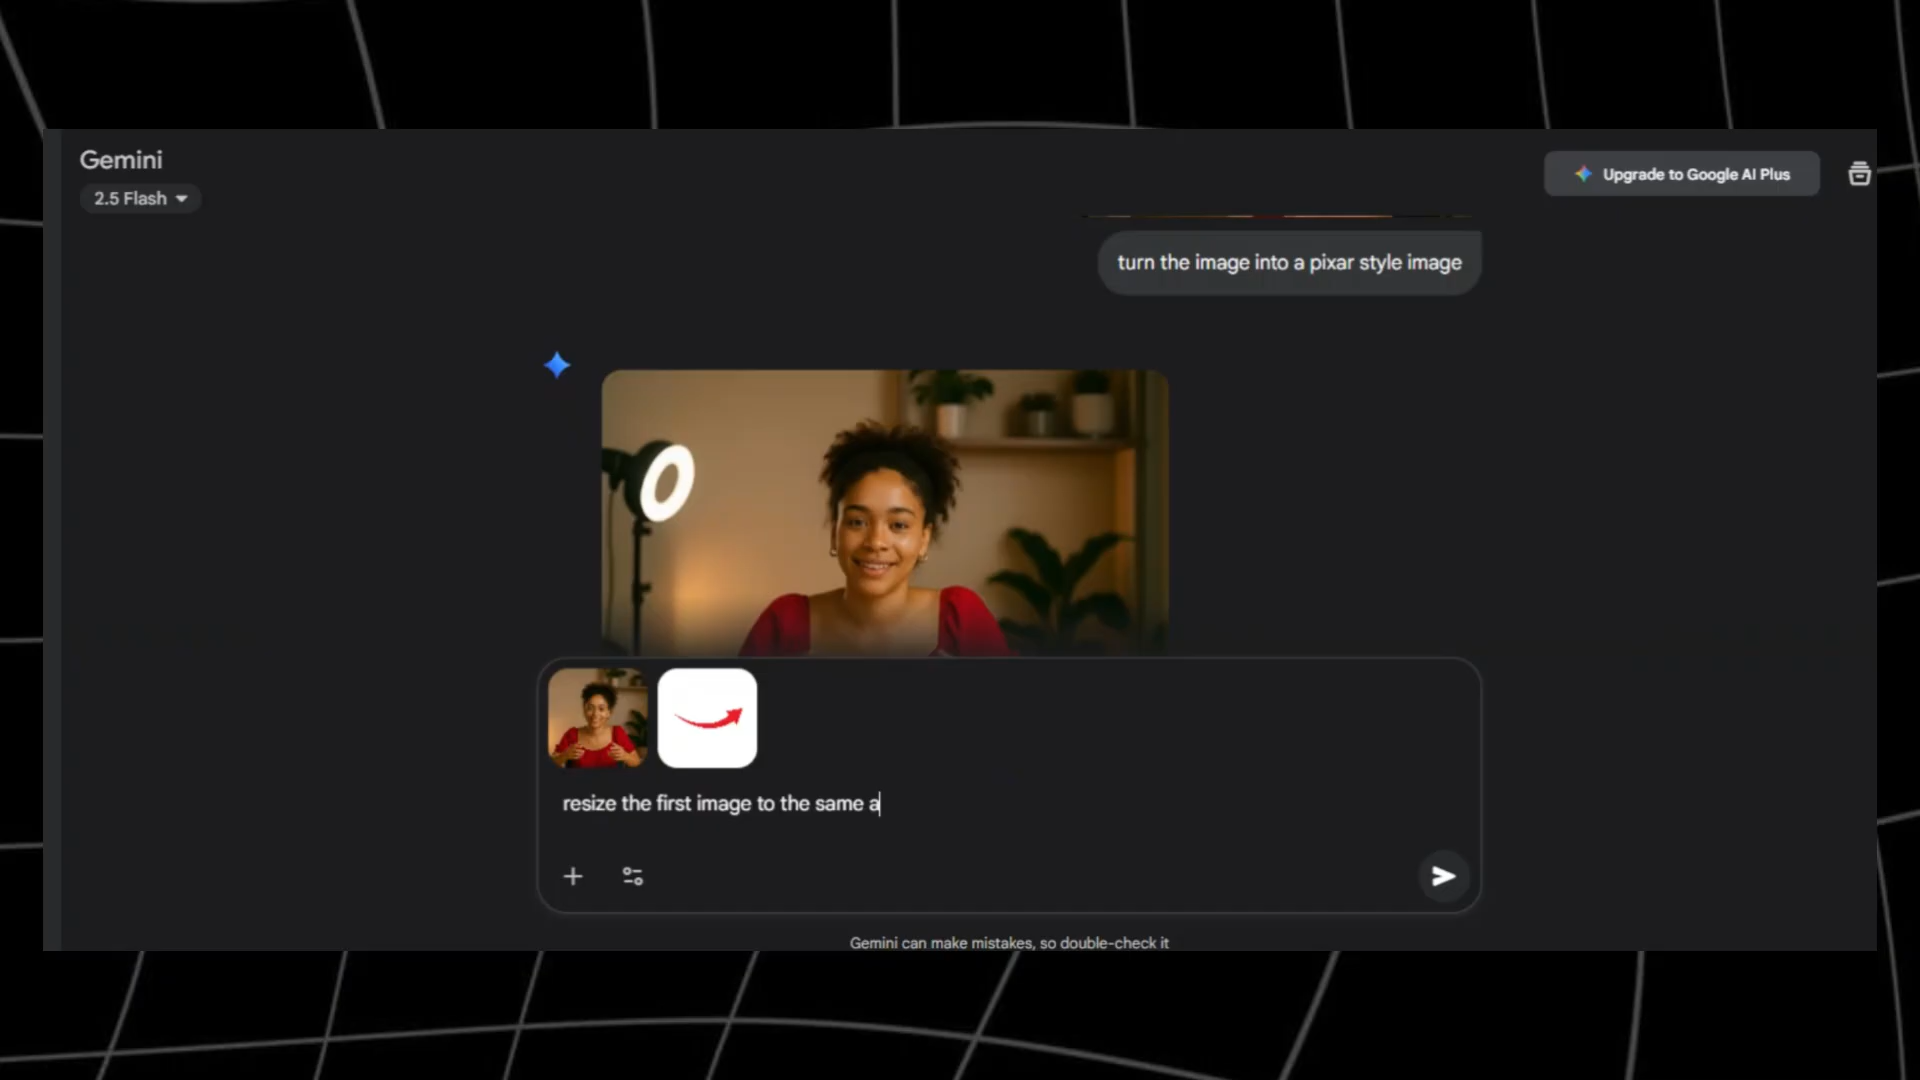 Gemini
2.5 Flash
Upgrade to Google AI Plus
turn the image into a pixar style image
resize the first image to the same a
Gemini can make mistakes, so double-check it